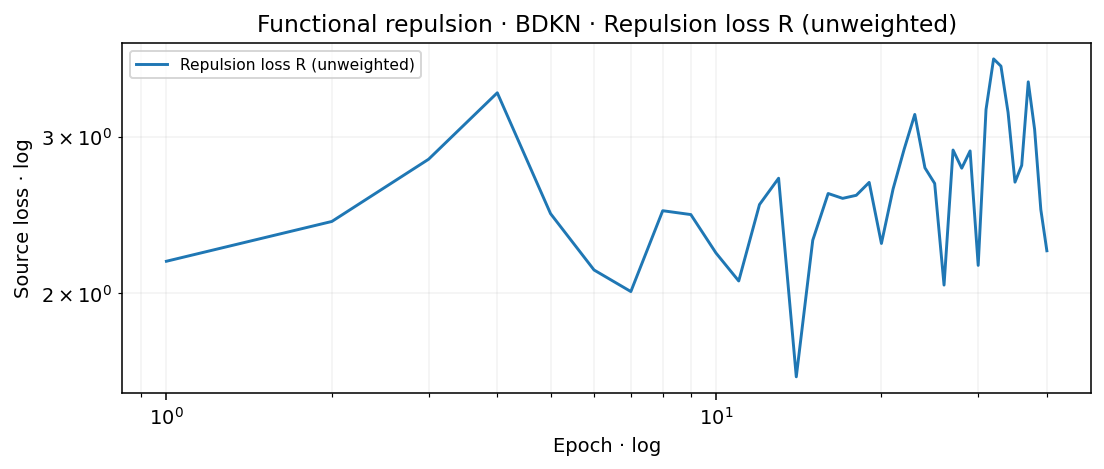 Functional repulsion · BDKN · Repulsion loss R (unweighted)
Repulsion loss R (unweighted)
Source loss · log
3 × 10⁰
2 × 10⁰
10⁰
10¹
Epoch · log